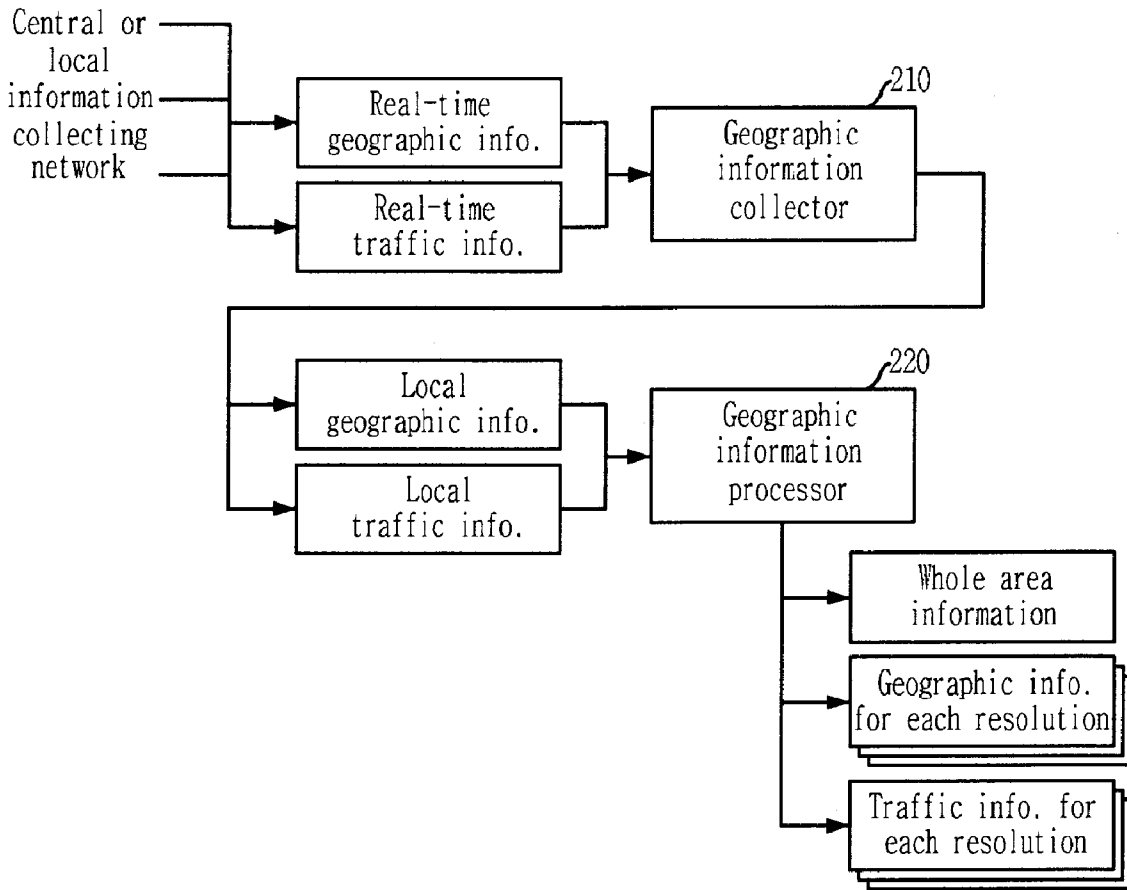 Central or
local
information
collecting
network
Real-time
geographic info.
Real-time
traffic info.
210
Geographic
information
collector
Local
geographic info.
Local
traffic info.
220
Geographic
information
processor
Whole area
information
Geographic info.
for each resolution
Traffic info. for
each resolution